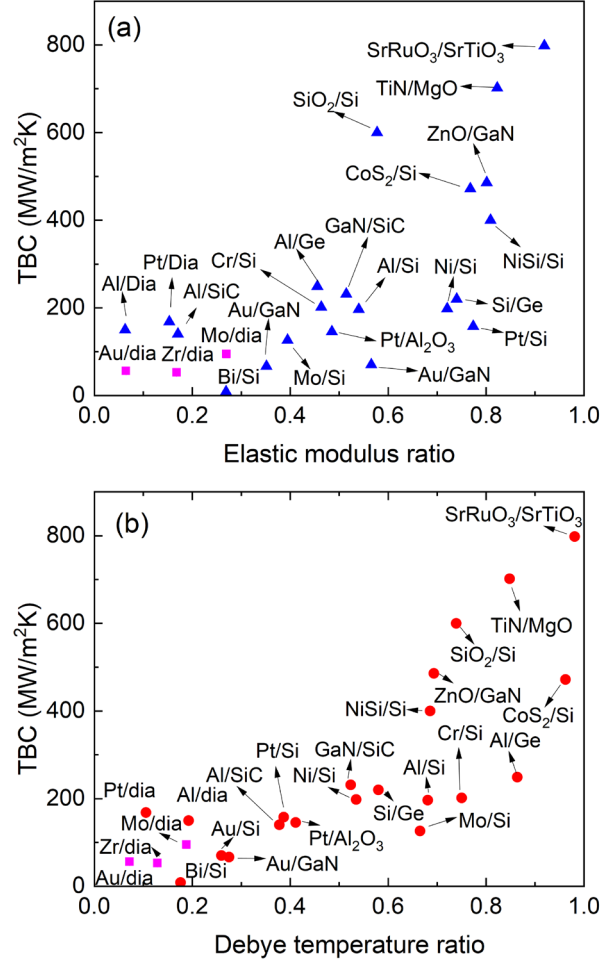 (a)
SrRuO3/SrTiO3
TiN/MgO
SiO2/Si
ZnO/GaN
CoS2/Si
GaN/SiC
NiSi/Si
Al/Ge
Cr/Si
Al/Si
Ni/Si
Pt/Dia
Al/Dia
Al/SiC
Au/GaN
Si/Ge
Mo/dia
Pt/Al2O3
Pt/Si
Au/dia
Zr/dia
Bi/Si
Mo/Si
Au/GaN
800
600
400
200
0
TBC (MW/m2K)
0.0 0.2 0.4 0.6 0.8 1.0
Elastic modulus ratio
(b)
SrRuO3/SrTiO3
TiN/MgO
SiO2/Si
ZnO/GaN
NiSi/Si
CoS2/Si
Cr/Si
Al/Ge
GaN/SiC
Pt/Si
Al/SiC
Ni/Si
Al/Si
Pt/dia
Al/dia
Si/Ge
Mo/Si
Mo/dia
Au/Si
Pt/Al2O3
Zr/dia
Au/dia
Bi/Si
Au/GaN
800
600
400
200
0
TBC (MW/m2K)
0.0 0.2 0.4 0.6 0.8 1.0
Debye temperature ratio